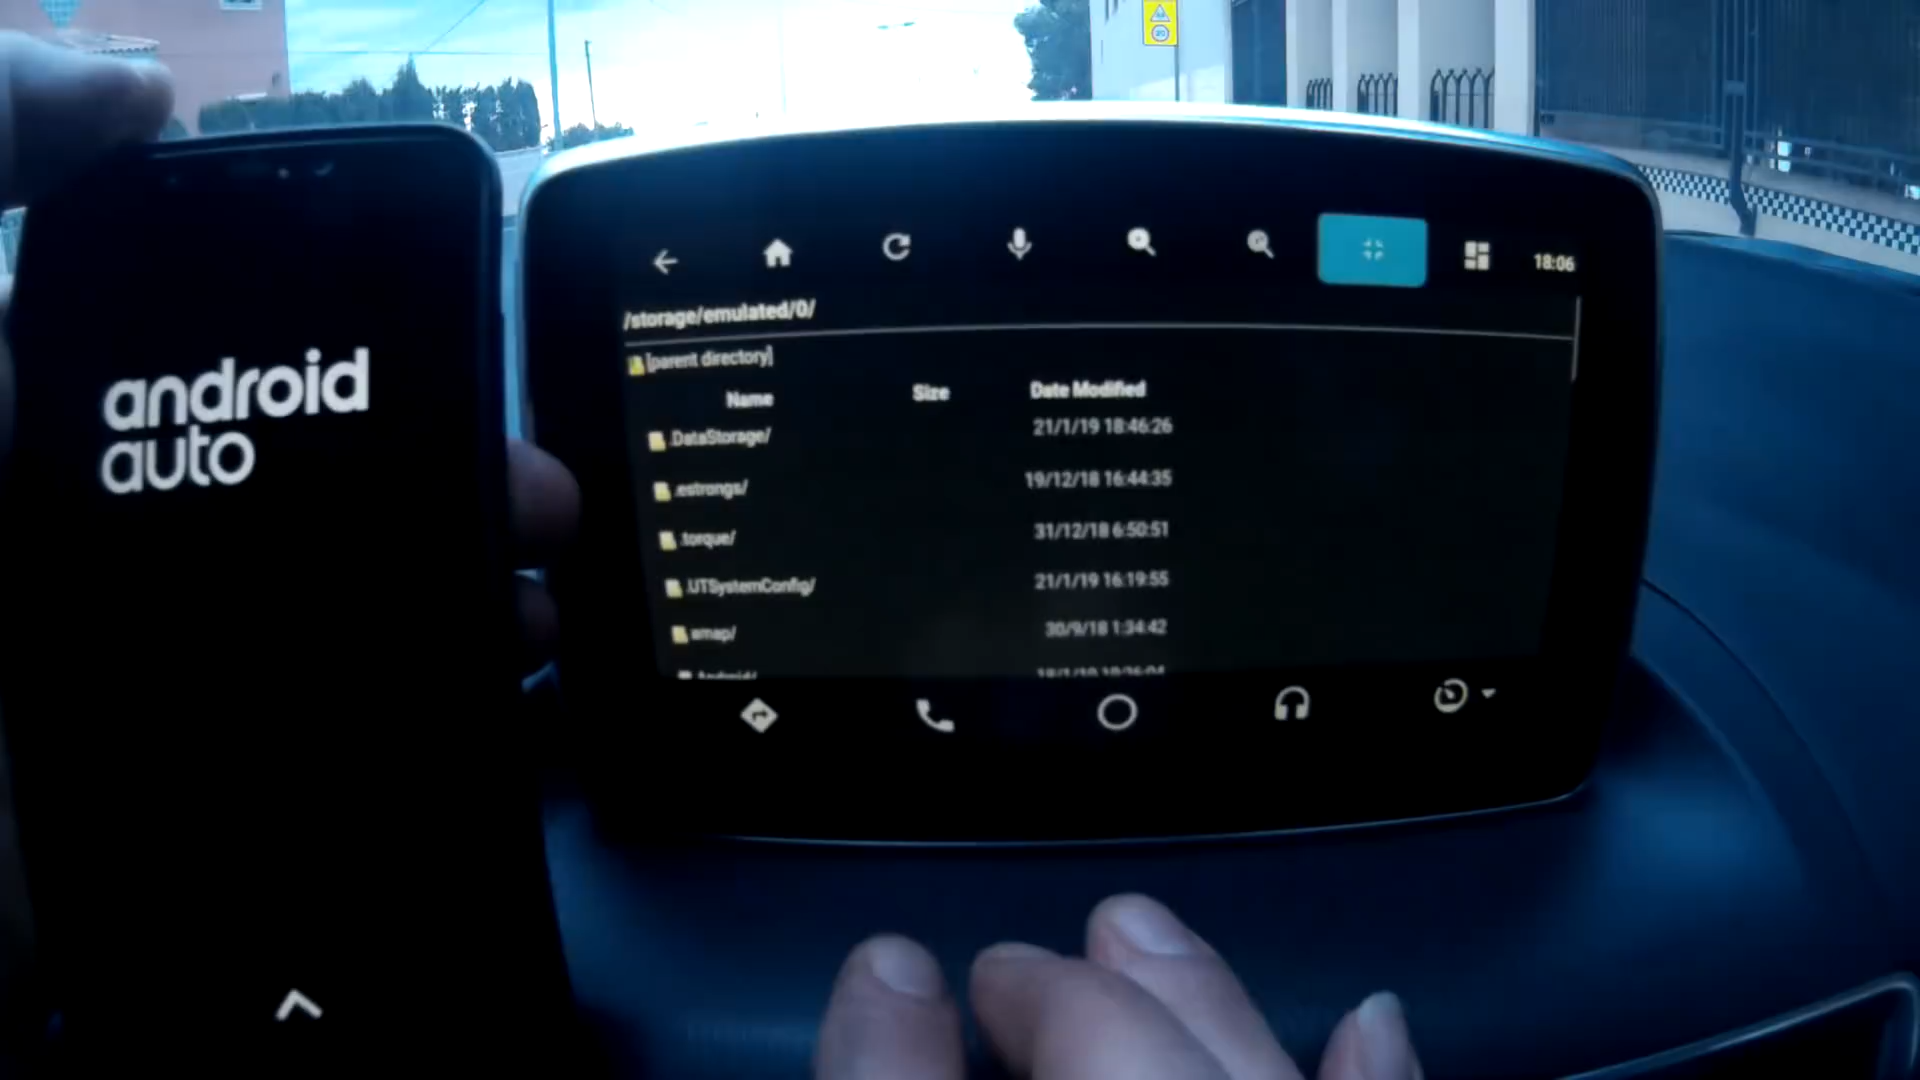 android
auto
18:06
/storage/emulated/0/
[parent directory]
Name Size Date Modified
.DataStorage/ 21/1/19 18:46:26
.estrongs/ 19/12/18 16:44:35
.torque/ 31/12/18 6:50:51
.UTSystemConfig/ 21/1/19 16:19:55
amap/ 30/9/18 1:34:42
Android/
20